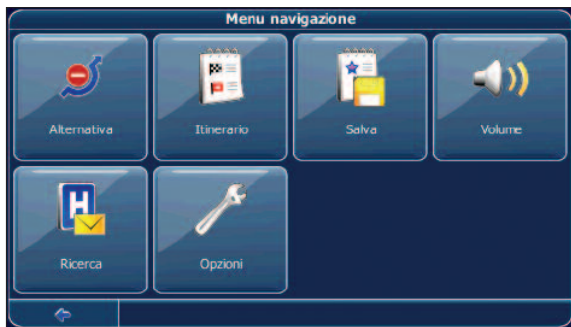 Menu navigazione
Alternativa
Itinerario
Salva
Volume
H
Ricerca
Opzioni